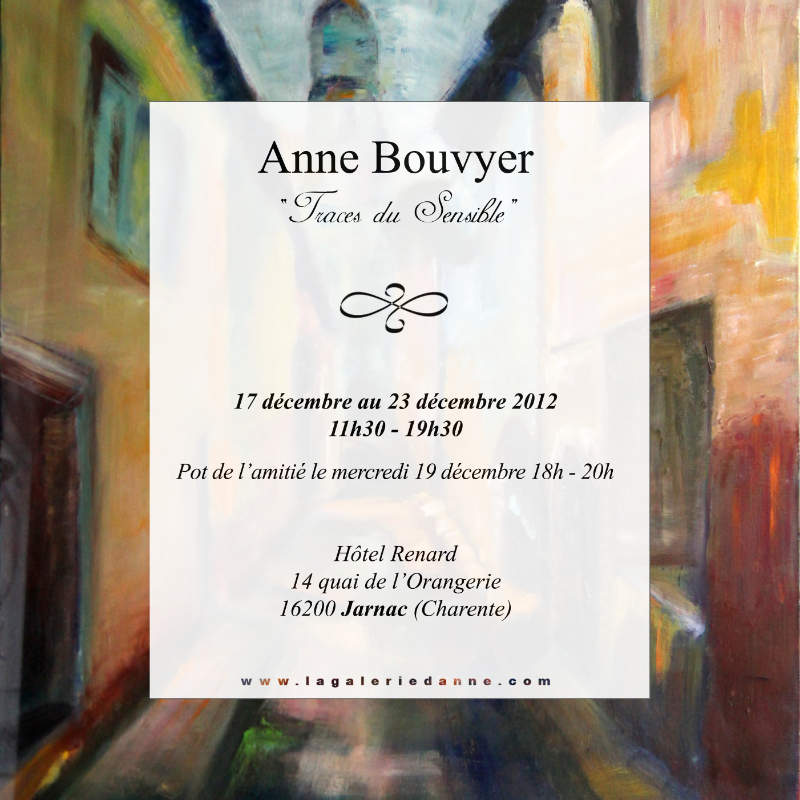 Anne Bouvyer
"Traces du Sensible"
17 décembre au 23 décembre 2012
11h30 - 19h30
Pot de l'amitié le mercredi 19 décembre 18h - 20h
Hôtel Renard
14 quai de l'Orangerie
16200 Jarnac (Charente)
www.lagaleriedanne.com